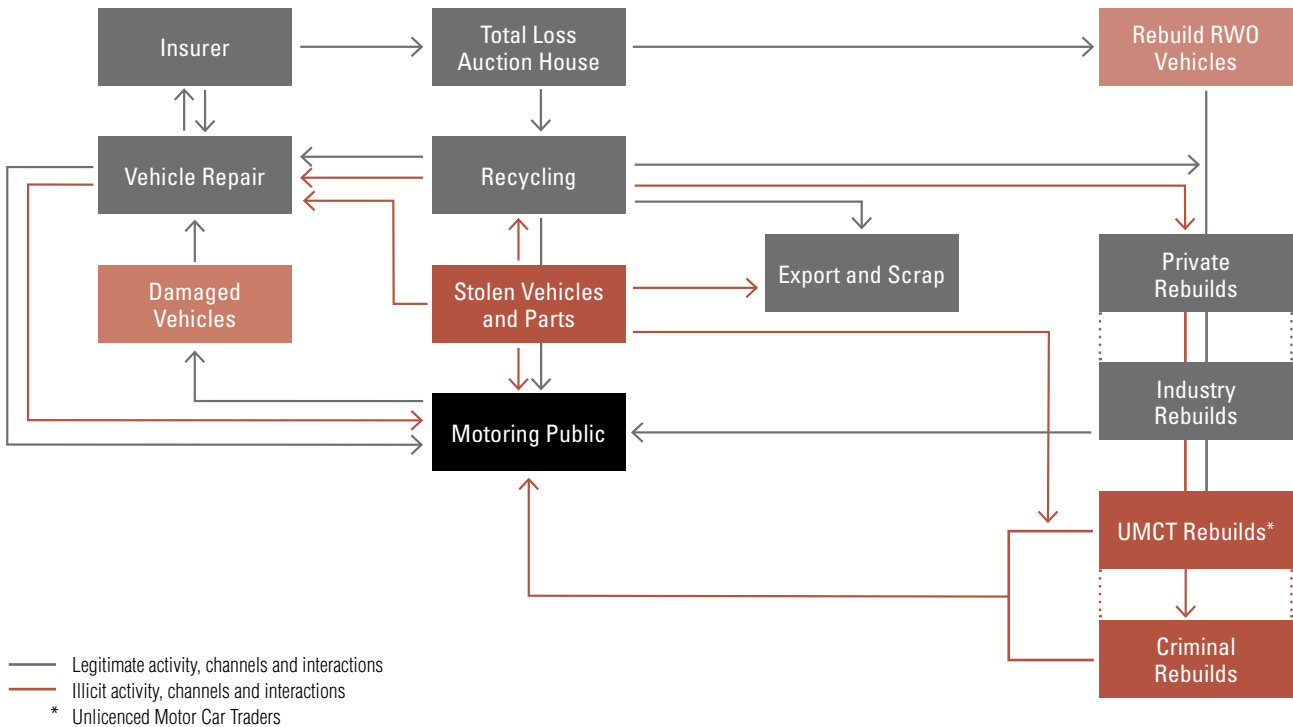 Insurer
Total Loss
Auction House
Rebuild RWO
Vehicles
Vehicle Repair
Recycling
Damaged
Vehicles
Stolen Vehicles
and Parts
Export and Scrap
Private
Rebuilds
Motoring Public
Industry
Rebuilds
UMCT Rebuilds*
Criminal
Rebuilds
Legitimate activity, channels and interactions
Illicit activity, channels and interactions
* Unlicenced Motor Car Traders